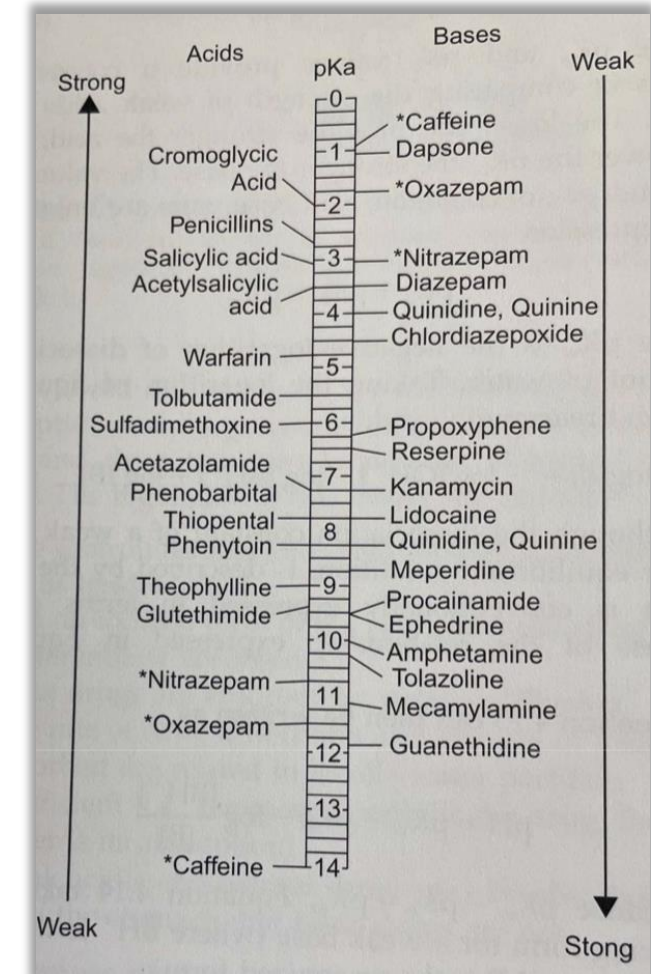 Acids
Bases
pKa
Strong
Weak
0
1
2
3
4
5
6
7
8
9
10
11
12
13
14
Cromoglycic
Acid
Penicillins
Salicylic acid
Acetylsalicylic
acid
Warfarin
Tolbutamide
Sulfadimethoxine
Acetazolamide
Phenobarbital
Thiopental
Phenytoin
Theophylline
Glutethimide
*Nitrazepam
*Oxazepam
*Caffeine
Weak
*Caffeine
Dapsone
*Oxazepam
*Nitrazepam
Diazepam
Quinidine, Quinine
Chlordiazepoxide
Propoxyphene
Reserpine
Kanamycin
Lidocaine
Quinidine, Quinine
Meperidine
Procainamide
Ephedrine
Amphetamine
Tolazoline
Mecamylamine
Guanethidine
Stong